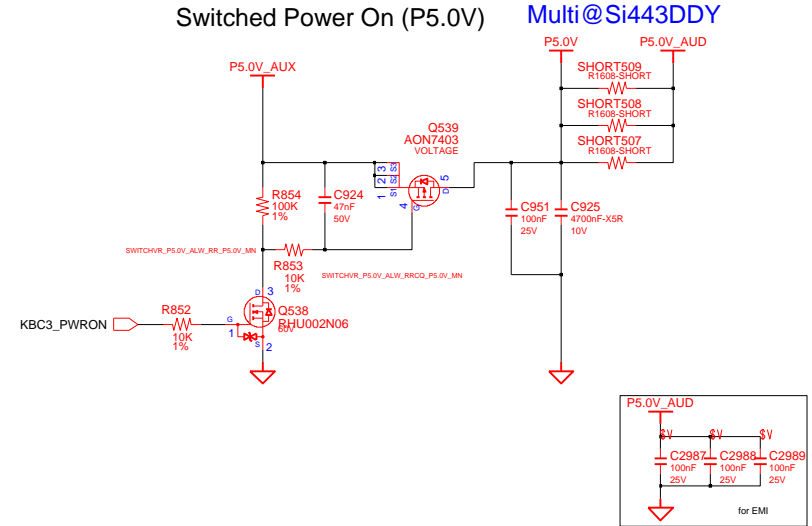 Switched Power On (P5.0V)
Multi@Si443DDY
P5.0V
P5.0V_AUD
P5.0V_AUX
SHORT509
R1608-SHORT
SHORT508
R1608-SHORT
SHORT507
R1608-SHORT
Q539
AON7403
VOLTAGE
S3
3
S2
2
S1
1
4
G
D
5
R854
100K
1%
C924
47nF
50V
C951
100nF
25V
C925
4700nF-X5R
10V
SWITCHVR_P5.0V_ALW_RR_P5.0V_MN
R853
10K
1%
SWITCHVR_P5.0V_ALW_RRCQ_P5.0V_MN
D
3
Q538
RHU002N06
60V
G
1
S
2
KBC3_PWRON
R852
10K
1%
P5.0V_AUD
$V
$V
$V
C2987
100nF
25V
C2988
100nF
25V
C2989
100nF
25V
for EMI